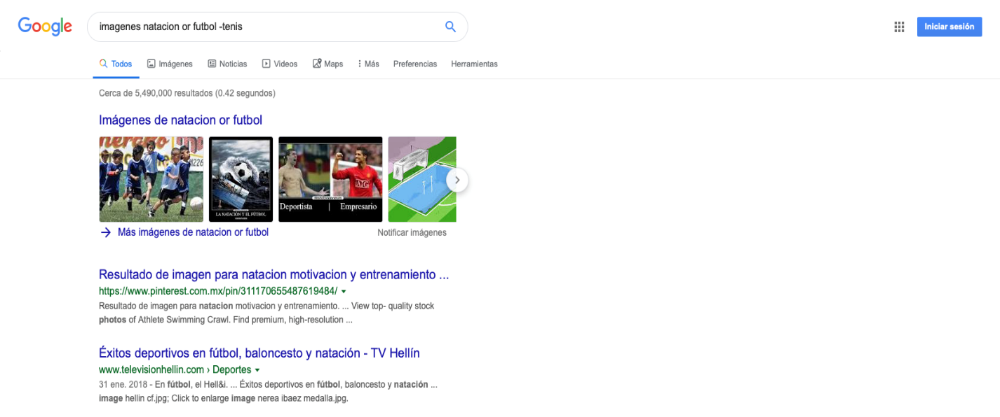 Google
imagenes natacion or futbol -tenis
Iniciar sesión
Todos Imágenes Noticias Videos Maps Más Preferencias Herramientas
Cerca de 5,490,000 resultados (0.42 segundos)
Imágenes de natacion or futbol
1226
LA NATACIÓN Y EL FÚTBOL
AIG
Deportista | Empresario
Más imágenes de natacion or futbol
Notificar imágenes
Resultado de imagen para natacion motivacion y entrenamiento ...
https://www.pinterest.com.mx/pin/311170655487619484/
Resultado de imagen para natacion motivacion y entrenamiento. ... View top- quality stock
photos of Athlete Swimming Crawl. Find premium, high-resolution ...
Éxitos deportivos en fútbol, baloncesto y natación - TV Hellín
www.televisionhellin.com › Deportes
31 ene. 2018 - En fútbol, el Hell&i. ... Éxitos deportivos en fútbol, baloncesto y natación ...
image hellin cf.jpg; Click to enlarge image nerea ibaez medalla.jpg.